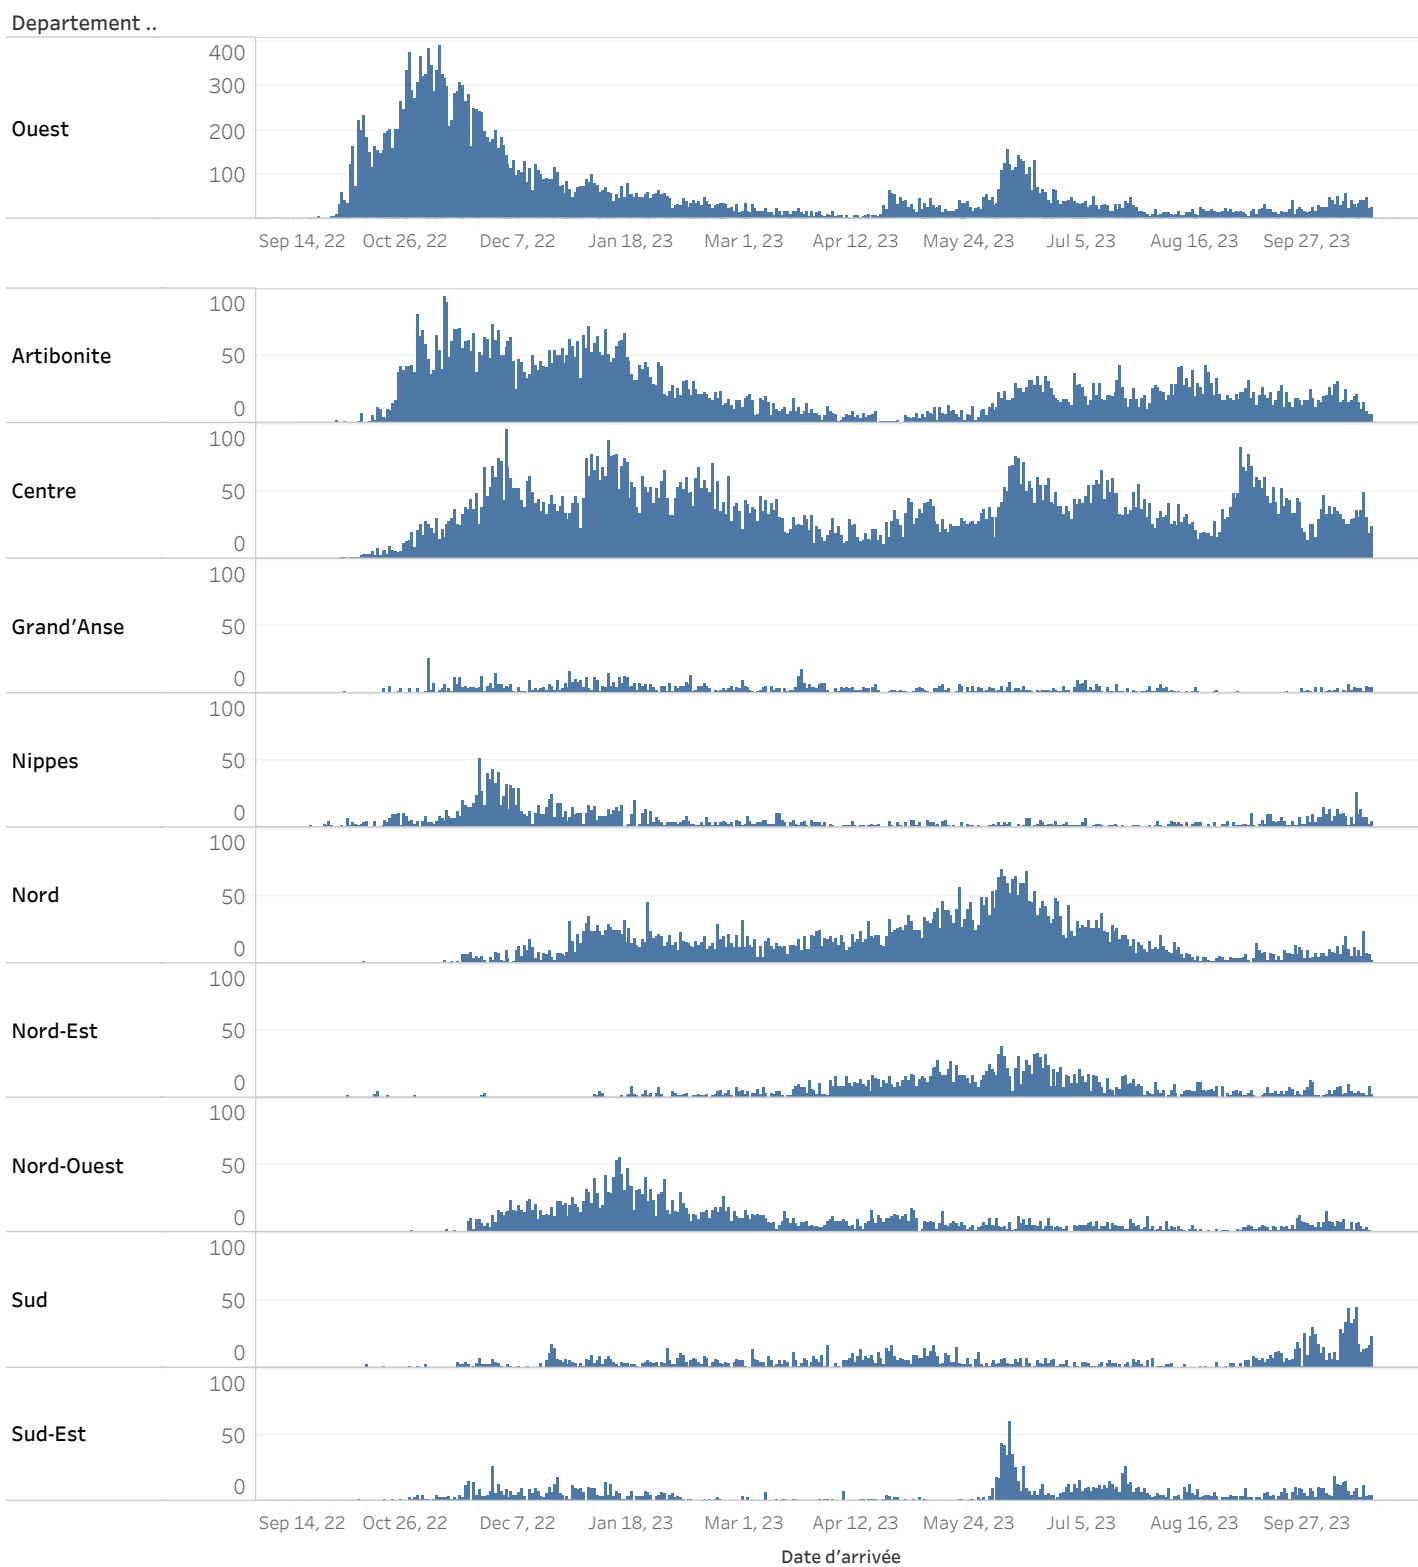 Departement ..
400
300
Ouest
200
100
Sep 14, 22 Oct 26, 22 Dec 7, 22 Jan 18, 23 Mar 1, 23 Apr 12, 23 May 24, 23 Jul 5, 23 Aug 16, 23 Sep 27, 23
100
Artibonite 50
0
100
Centre 50
0
100
Grand'Anse 50
0
100
Nippes 50
0
100
Nord 50
0
100
Nord-Est 50
0
100
Nord-Ouest 50
0
100
Sud 50
0
100
Sud-Est 50
0
Sep 14, 22 Oct 26, 22 Dec 7, 22 Jan 18, 23 Mar 1, 23 Apr 12, 23 May 24, 23 Jul 5, 23 Aug 16, 23 Sep 27, 23
Date d'arrivée